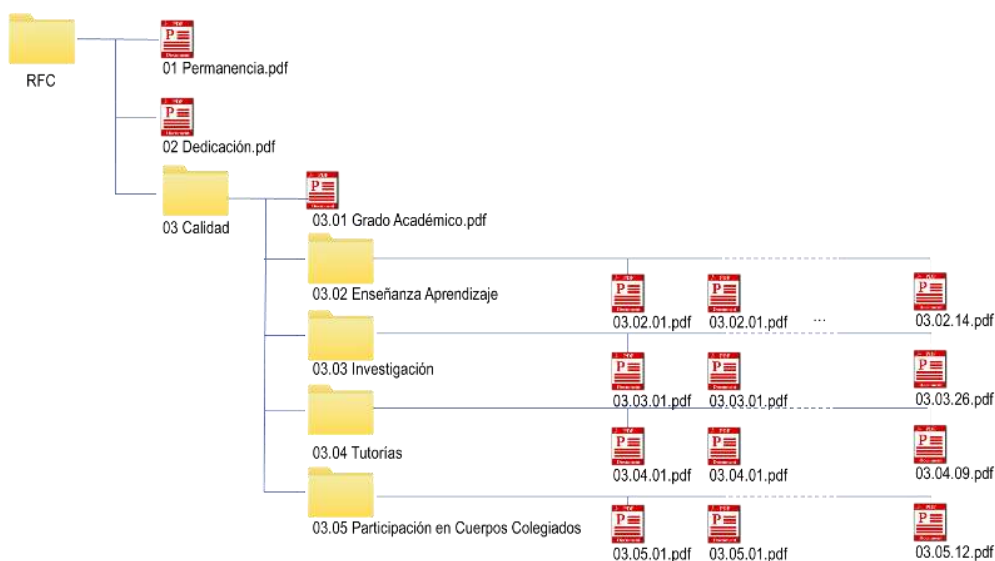 RFC
01 Permanencia.pdf
02 Dedicación.pdf
03 Calidad
03.01 Grado Académico.pdf
03.02 Enseñanza Aprendizaje
03.02.01.pdf 03.02.01.pdf ... 03.02.14.pdf
03.03 Investigación
03.03.01.pdf 03.03.01.pdf 03.03.26.pdf
03.04 Tutorías
03.04.01.pdf 03.04.01.pdf 03.04.09.pdf
03.05 Participación en Cuerpos Colegiados
03.05.01.pdf 03.05.01.pdf 03.05.12.pdf